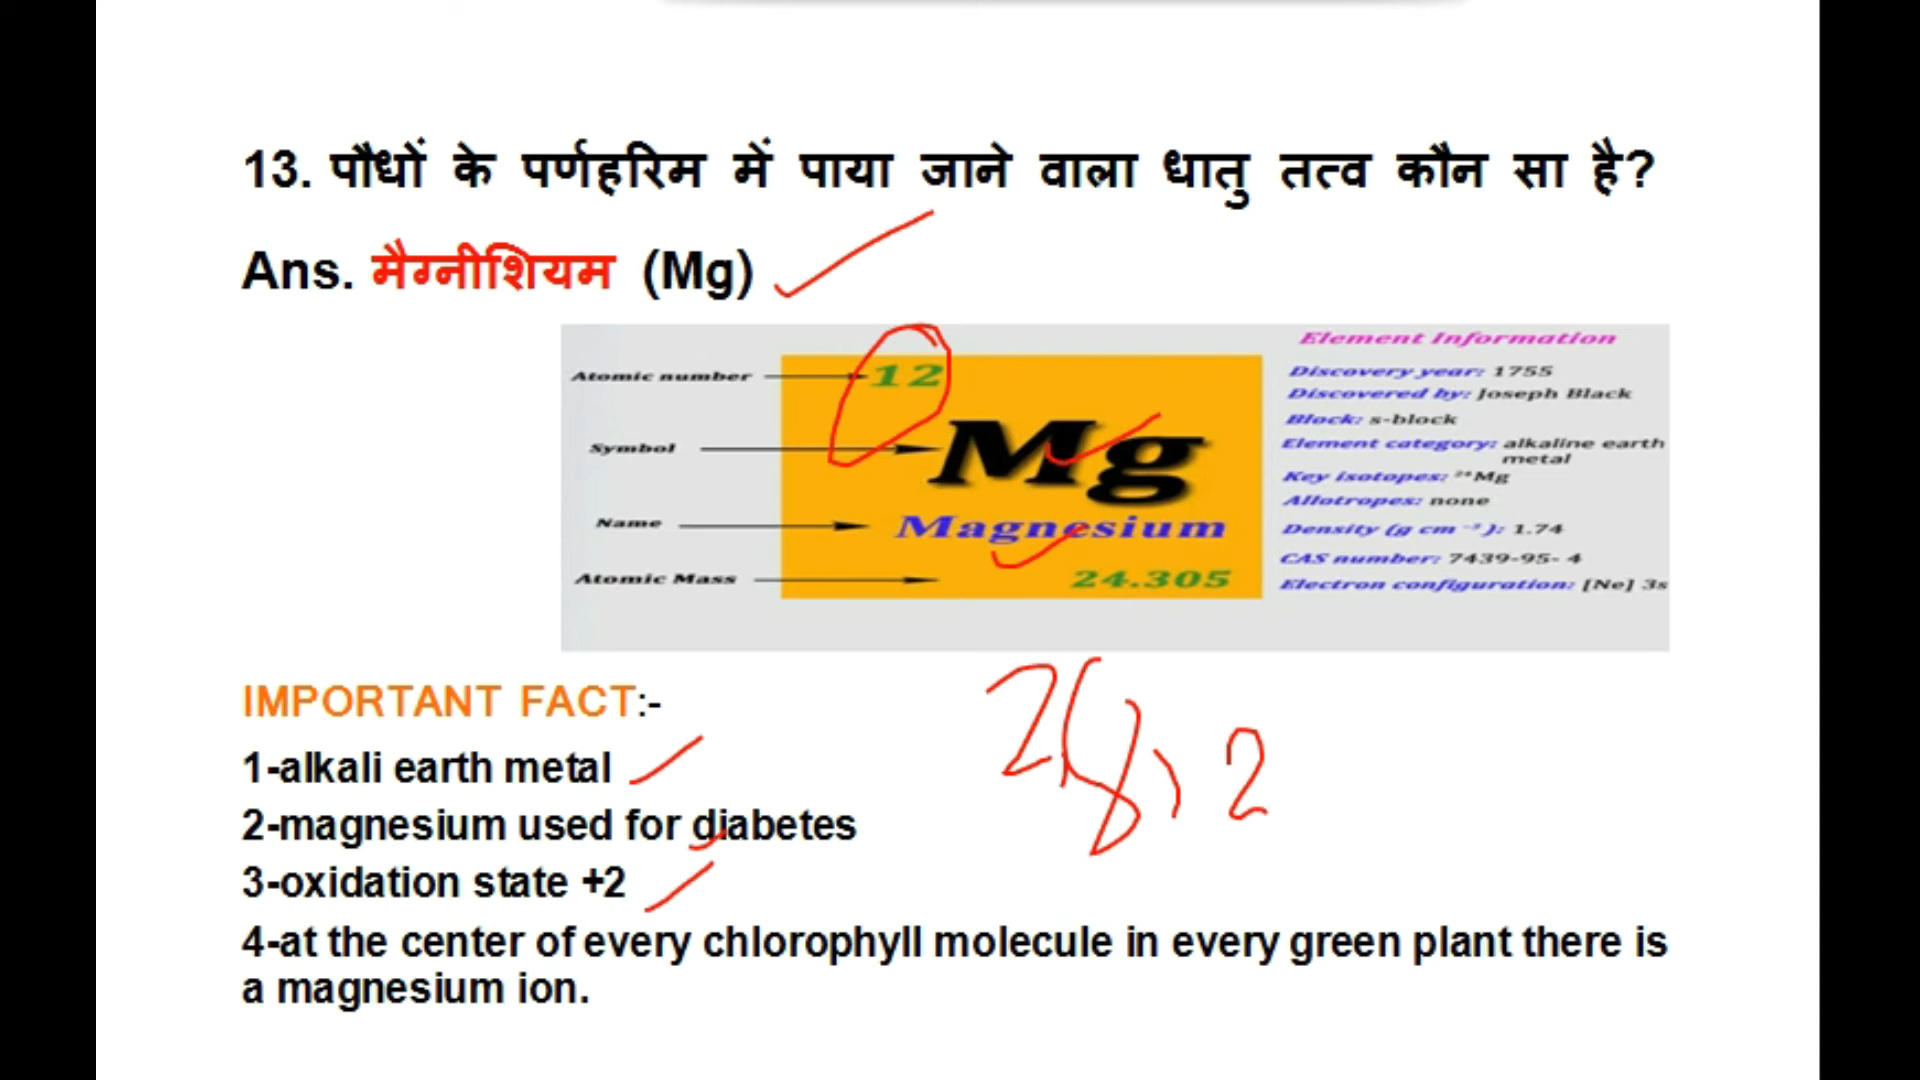 13. पौधों के पर्णहरिम में पाया जाने वाला धातु तत्व कौन सा है?
Ans. मैग्नीशियम (Mg)
Atomic number
12
Symbol
Mg
Name
Magnesium
Atomic Mass
24.305
Element Information
Discovery year: 1755
Discovered by: Joseph Black
Block: s-block
Element category: alkaline earth
metal
Key isotopes: ²⁴Mg
Allotropes: none
Density (g cm⁻³): 1.74
CAS number: 7439-95- 4
Electron configuration: [Ne] 3s
2, 8, 2
IMPORTANT FACT:-
1-alkali earth metal
2-magnesium used for diabetes
3-oxidation state +2
4-at the center of every chlorophyll molecule in every green plant there is
a magnesium ion.